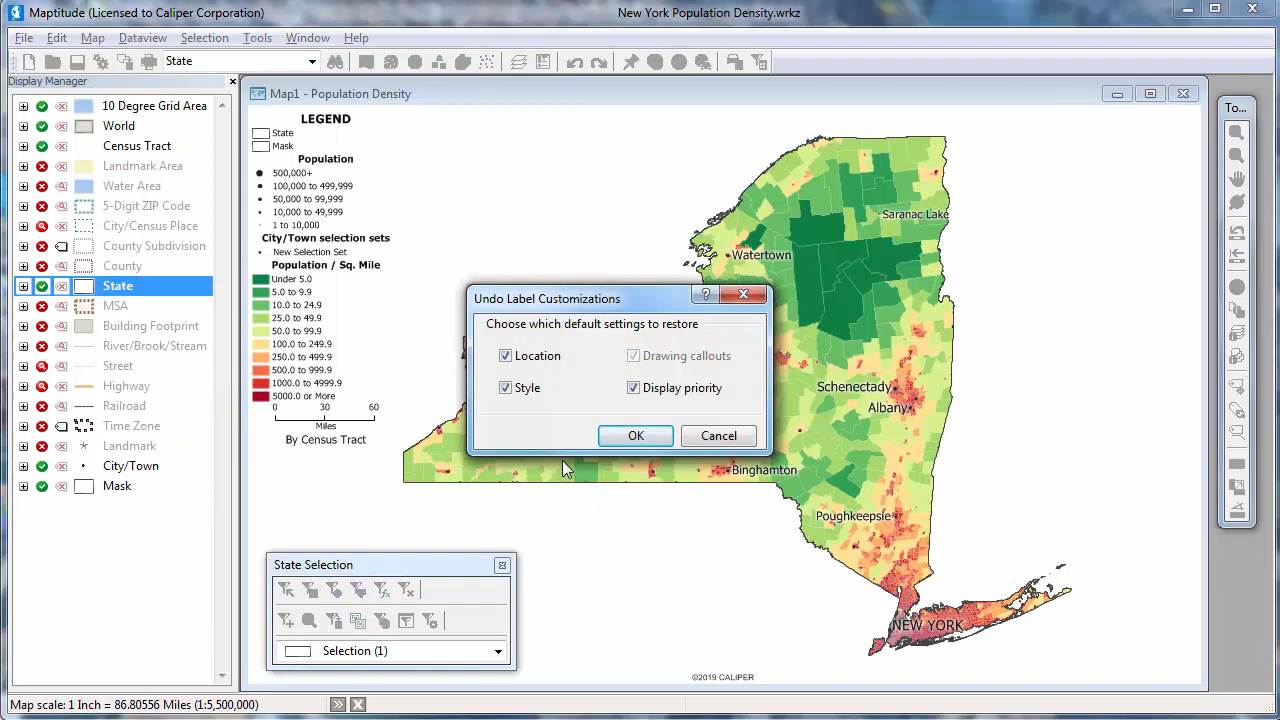 Maptitude (Licensed to Caliper Corporation)
New York Population Density.wrkz
File Edit Map Dataview Selection Tools Window Help
State
Display Manager
10 Degree Grid Area
World
Census Tract
Landmark Area
Water Area
5-Digit ZIP Code
City/Census Place
County Subdivision
County
State
MSA
Building Footprint
River/Brook/Stream
Street
Highway
Railroad
Time Zone
Landmark
City/Town
Mask
Map1 - Population Density
LEGEND
State
Mask
Population
500,000+
100,000 to 499,999
50,000 to 99,999
10,000 to 49,999
1 to 10,000
City/Town selection sets
New Selection Set
Population / Sq. Mile
Under 5.0
5.0 to 9.9
10.0 to 24.9
25.0 to 49.9
50.0 to 99.9
100.0 to 249.9
250.0 to 499.9
500.0 to 999.9
1000.0 to 4999.9
5000.0 or More
0 30 60
Miles
By Census Tract
Saranac Lake
Watertown
Schenectady
Albany
Binghamton
Poughkeepsie
NEW YORK
©2019 CALIPER
Undo Label Customizations
?
Choose which default settings to restore
Location
Drawing callouts
Style
Display priority
OK
Cancel
State Selection
Selection (1)
To...
Map scale: 1 Inch = 86.80556 Miles (1:5,500,000)